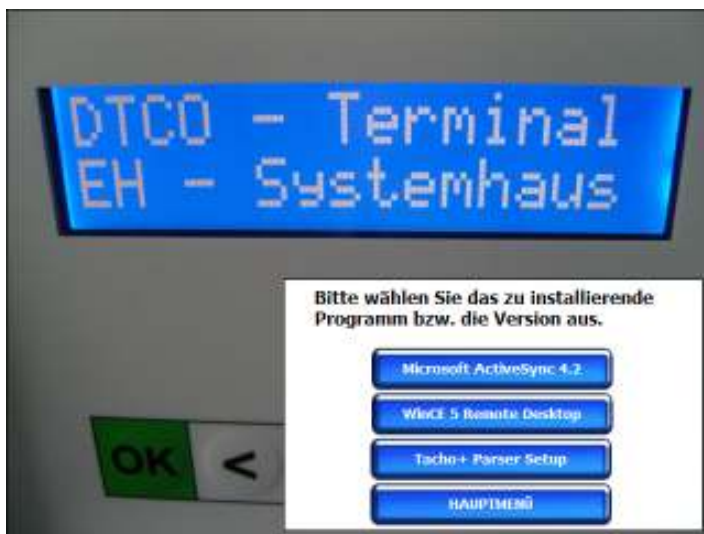 DTCO - Terminal
EH - Systemhaus
Bitte wählen Sie das zu installierende
Programm bzw. die Version aus.
Microsoft ActiveSync 4.2
WinCE 5 Remote Desktop
Tacho+ Parser Setup
HAUPTMENÜ
OK <